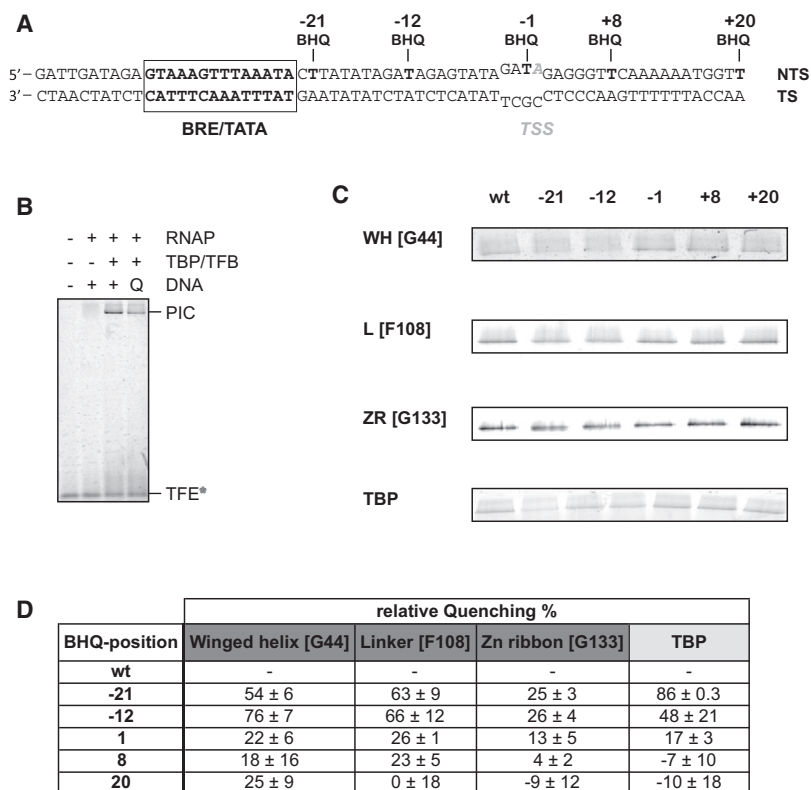 A
-21 -12 -1 +8 +20
BHQ BHQ BHQ BHQ BHQ
5′– GATTGATAGA GTAAAGTTTAAATA CTTATATAGATAGAGTATA GATA GAGGGTTCAAAAAATGGTT NTS
3′– CTAACTATCT CATTTCAAATTTAT GAATATATCTATCTCATAT TCGC CTCCCAAGTTTTTTACCAA TS
BRE/TATA TSS
B
- + + + RNAP
- - + + TBP/TFB
- + + Q DNA
PIC
TFE*
C
wt -21 -12 -1 +8 +20
WH [G44]
L [F108]
ZR [G133]
TBP
D
relative Quenching %
BHQ-position Winged helix [G44] Linker [F108] Zn ribbon [G133] TBP
wt - - - -
-21 54 ± 6 63 ± 9 25 ± 3 86 ± 0.3
-12 76 ± 7 66 ± 12 26 ± 4 48 ± 21
1 22 ± 6 26 ± 1 13 ± 5 17 ± 3
8 18 ± 16 23 ± 5 4 ± 2 -7 ± 10
20 25 ± 9 0 ± 18 -9 ± 12 -10 ± 18